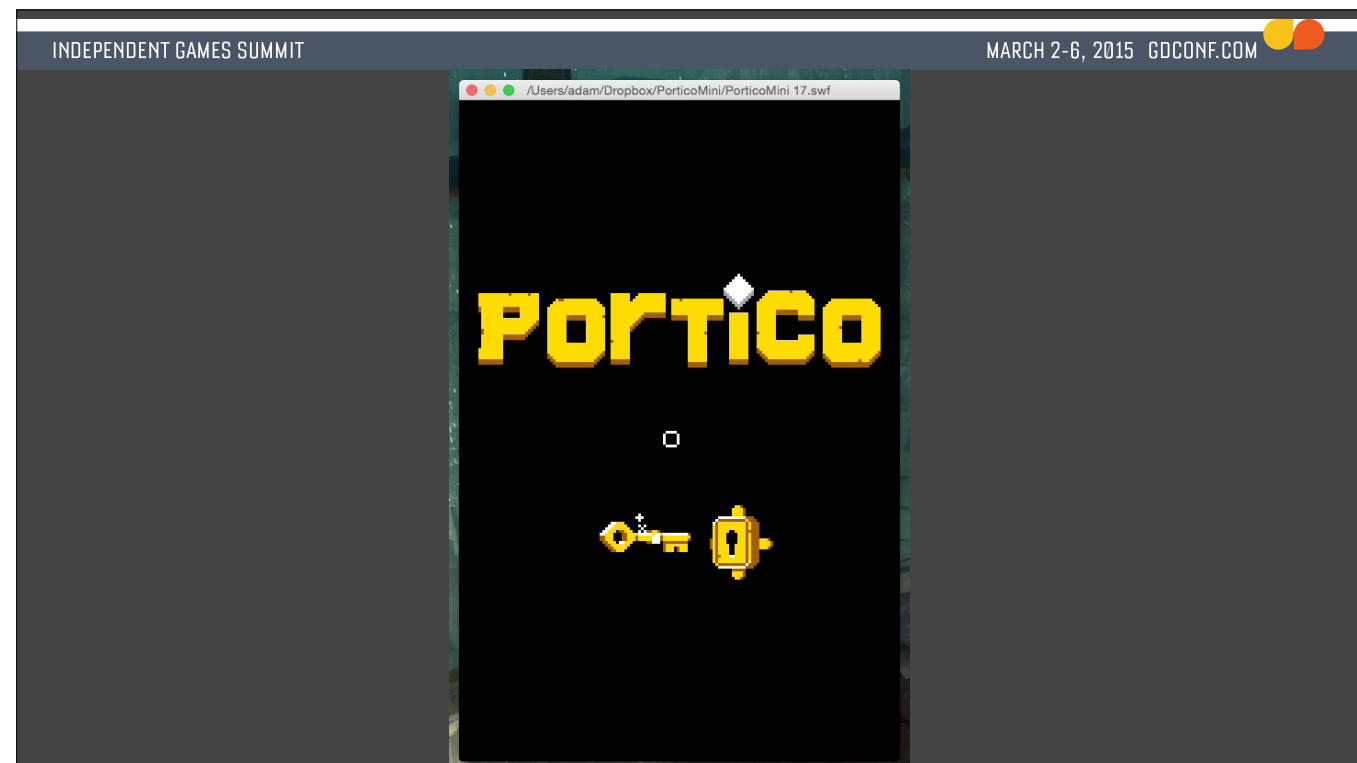 INDEPENDENT GAMES SUMMIT
MARCH 2-6, 2015 GDCONF.COM
/Users/adam/Dropbox/PorticoMini/PorticoMini 17.swf
PorTiCo